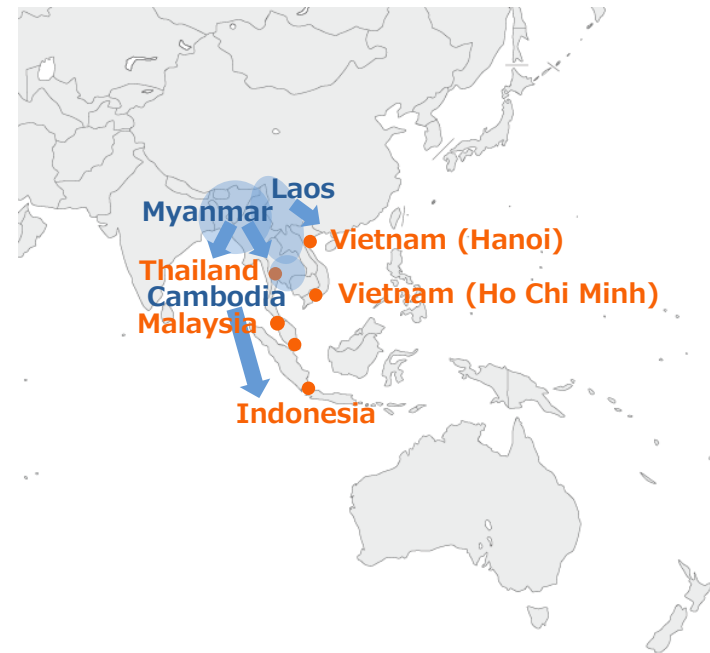 Laos
Myanmar
Vietnam (Hanoi)
Thailand
Cambodia
Vietnam (Ho Chi Minh)
Malaysia
Indonesia